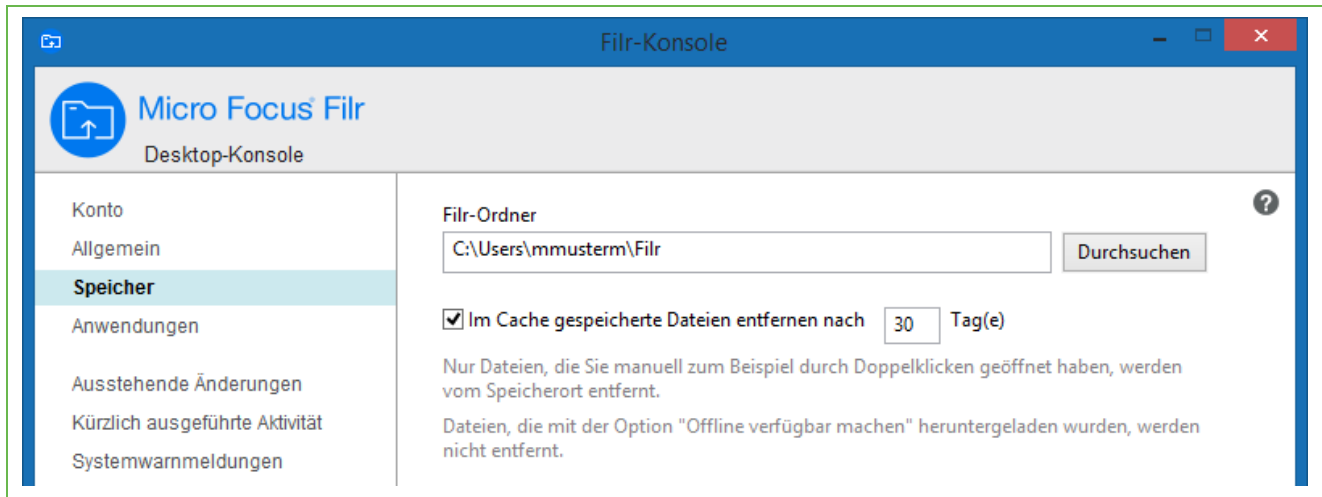 Filr-Konsole
Micro Focus® Filr
Desktop-Konsole
Konto
Allgemein
Speicher
Anwendungen
Ausstehende Änderungen
Kürzlich ausgeführte Aktivität
Systemwarnmeldungen
?
Filr-Ordner
C:\Users\mmusterm\Filr
Durchsuchen
Im Cache gespeicherte Dateien entfernen nach 30 Tag(e)
Nur Dateien, die Sie manuell zum Beispiel durch Doppelklicken geöffnet haben, werden
vom Speicherort entfernt.
Dateien, die mit der Option "Offline verfügbar machen" heruntergeladen wurden, werden
nicht entfernt.